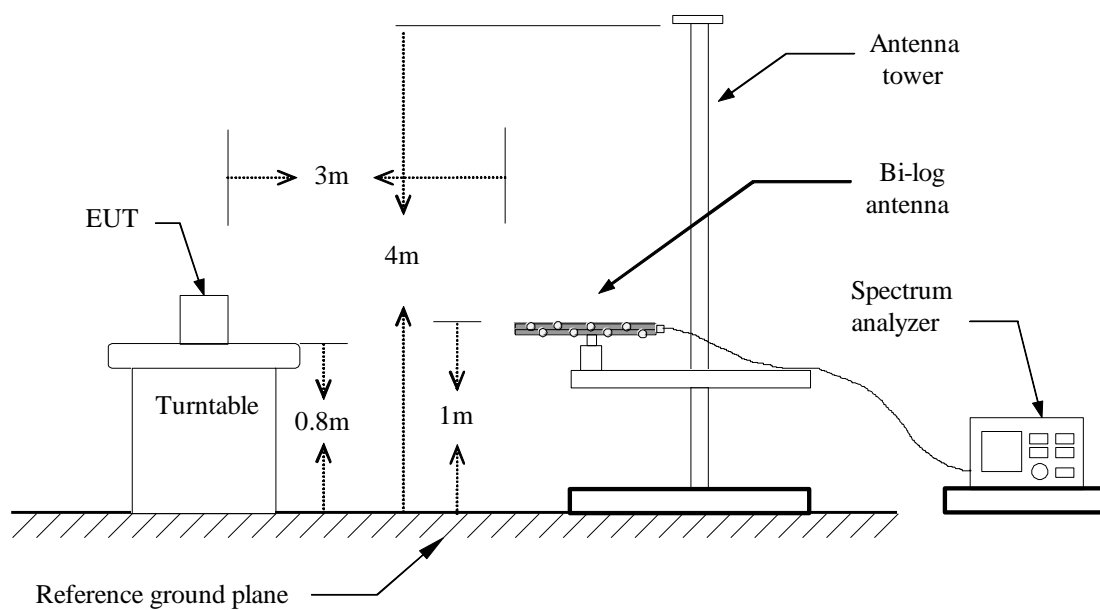 Antenna
tower
3m
Bi-log
antenna
EUT
4m
Spectrum
analyzer
Turntable
0.8m
1m
Reference ground plane